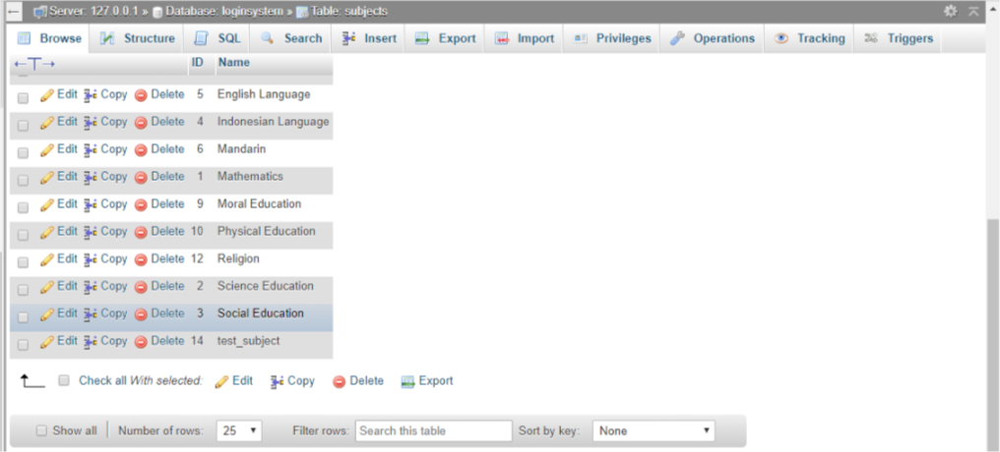 Server: 127.0.0.1 » Database: loginsystem » Table: subjects
Browse Structure SQL Search Insert Export Import Privileges Operations Tracking Triggers
ID Name
Edit Copy Delete 5 English Language
Edit Copy Delete 4 Indonesian Language
Edit Copy Delete 6 Mandarin
Edit Copy Delete 1 Mathematics
Edit Copy Delete 9 Moral Education
Edit Copy Delete 10 Physical Education
Edit Copy Delete 12 Religion
Edit Copy Delete 2 Science Education
Edit Copy Delete 3 Social Education
Edit Copy Delete 14 test_subject
Check all With selected: Edit Copy Delete Export
Show all Number of rows: 25 Filter rows: Search this table Sort by key: None